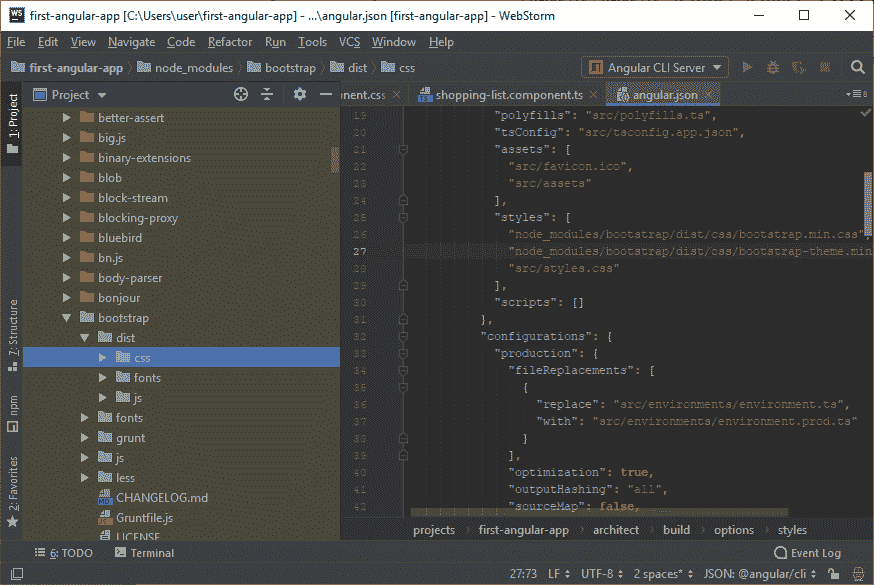 WS first-angular-app [C:\Users\user\first-angular-app] - ...\angular.json [first-angular-app] - WebStorm
File Edit View Navigate Code Refactor Run Tools VCS Window Help
first-angular-app node_modules bootstrap dist css Angular CLI Server
1: Project
7: Structure
npm
2: Favorites
Project
better-assert
big.js
binary-extensions
blob
block-stream
blocking-proxy
bluebird
bn.js
body-parser
bonjour
bootstrap
dist
css
fonts
js
fonts
grunt
js
less
CHANGELOG.md
Gruntfile.js
LICENSE
nent.css shopping-list.component.ts angular.json
19 "polyfills": "src/polyfills.ts",
20 "tsConfig": "src/tsconfig.app.json",
21 "assets": [
22 "src/favicon.ico",
23 "src/assets"
24 ],
25 "styles": [
26 "node_modules/bootstrap/dist/css/bootstrap.min.css",
27 "node_modules/bootstrap/dist/css/bootstrap-theme.min
28 "src/styles.css"
29 ],
30 "scripts": []
31 },
32 "configurations": {
33 "production": {
34 "fileReplacements": [
35 {
36 "replace": "src/environments/environment.ts",
37 "with": "src/environments/environment.prod.ts"
38 }
39 ],
40 "optimization": true,
41 "outputHashing": "all",
42 "sourceMap": false,
projects first-angular-app architect build options styles
6: TODO Terminal Event Log
27:73 LF UTF-8 2 spaces* JSON: @angular/cli